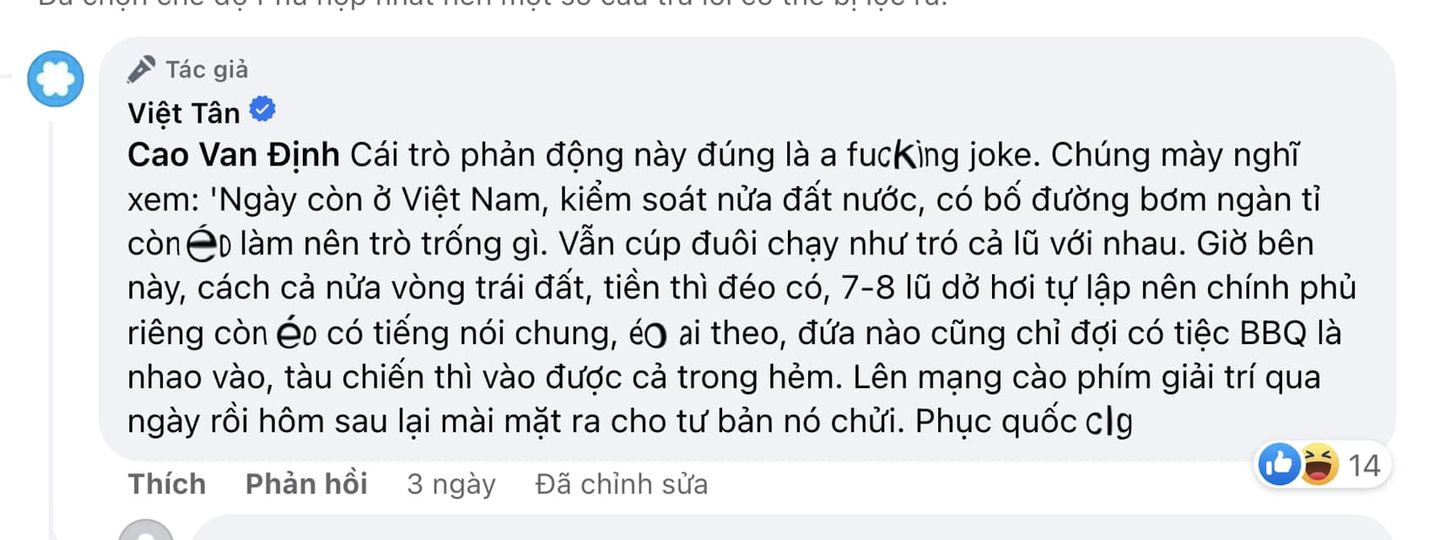 Tác giả
Việt Tân
Cao Van Định Cái trò phản động này đúng là a fucking joke. Chúng mày nghĩ
xem: 'Ngày còn ở Việt Nam, kiểm soát nửa đất nước, có bố đường bơm ngàn tỉ
còn éo làm nên trò trống gì. Vẫn cúp đuôi chạy như tró cả lũ với nhau. Giờ bên
này, cách cả nửa vòng trái đất, tiền thì đéo có, 7-8 lũ dở hơi tự lập nên chính phủ
riêng còn éo có tiếng nói chung, éo ai theo, đứa nào cũng chỉ đợi có tiệc BBQ là
nhao vào, tàu chiến thì vào được cả trong hẻm. Lên mạng cào phím giải trí qua
ngày rồi hôm sau lại mài mặt ra cho tư bản nó chửi. Phục quốc clg
Thích Phản hồi 3 ngày Đã chỉnh sửa 14